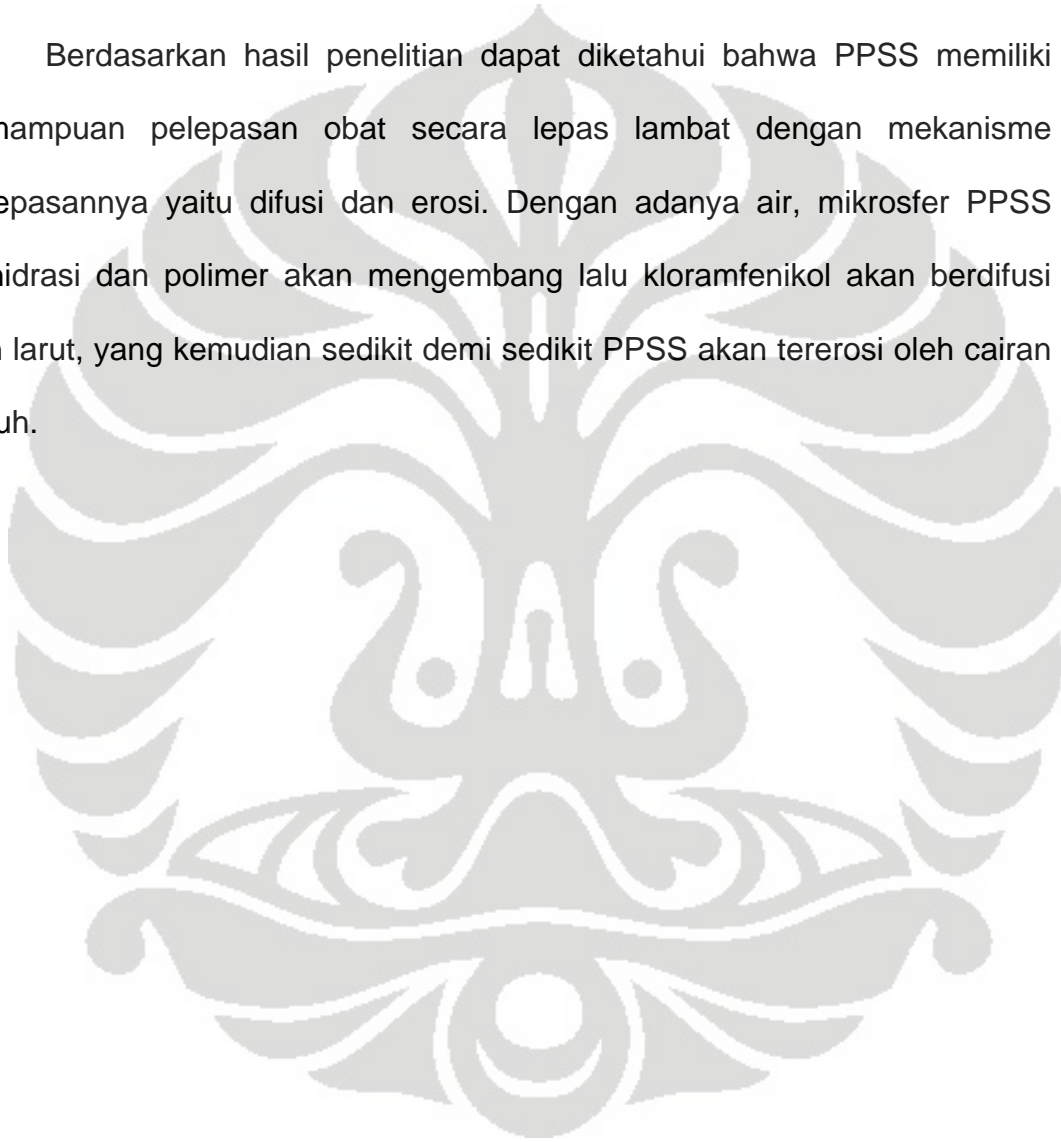 Berdasarkan hasil penelitian dapat diketahui bahwa PPSS memiliki
mampuan pelepasan obat secara lepas lambat dengan mekanisme
epasannya yaitu difusi dan erosi. Dengan adanya air, mikrosfer PPSS
hidrasi dan polimer akan mengembang lalu kloramfenikol akan berdifusi
n larut, yang kemudian sedikit demi sedikit PPSS akan tererosi oleh cairan
uh.